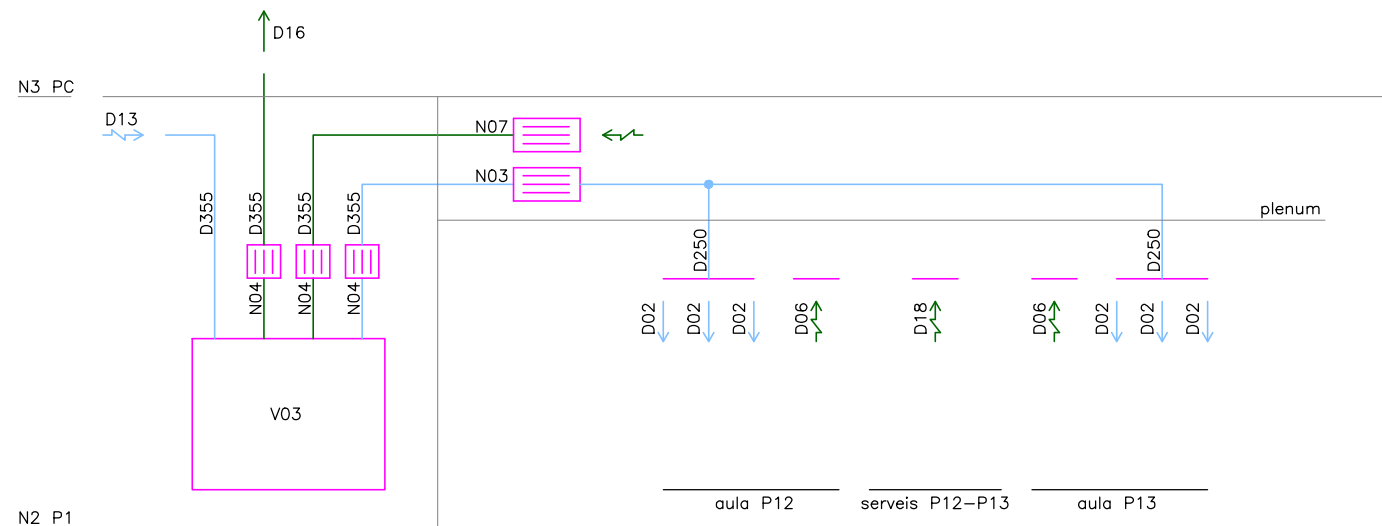 D16
N3 PC
D13
N07
N03
D355
D355
D355
D355
plenum
D250
D250
N04
N04
N04
D02
D02
D02
D06
D18
D06
D02
D02
D02
V03
aula P12
serveis P12-P13
aula P13
N2 P1